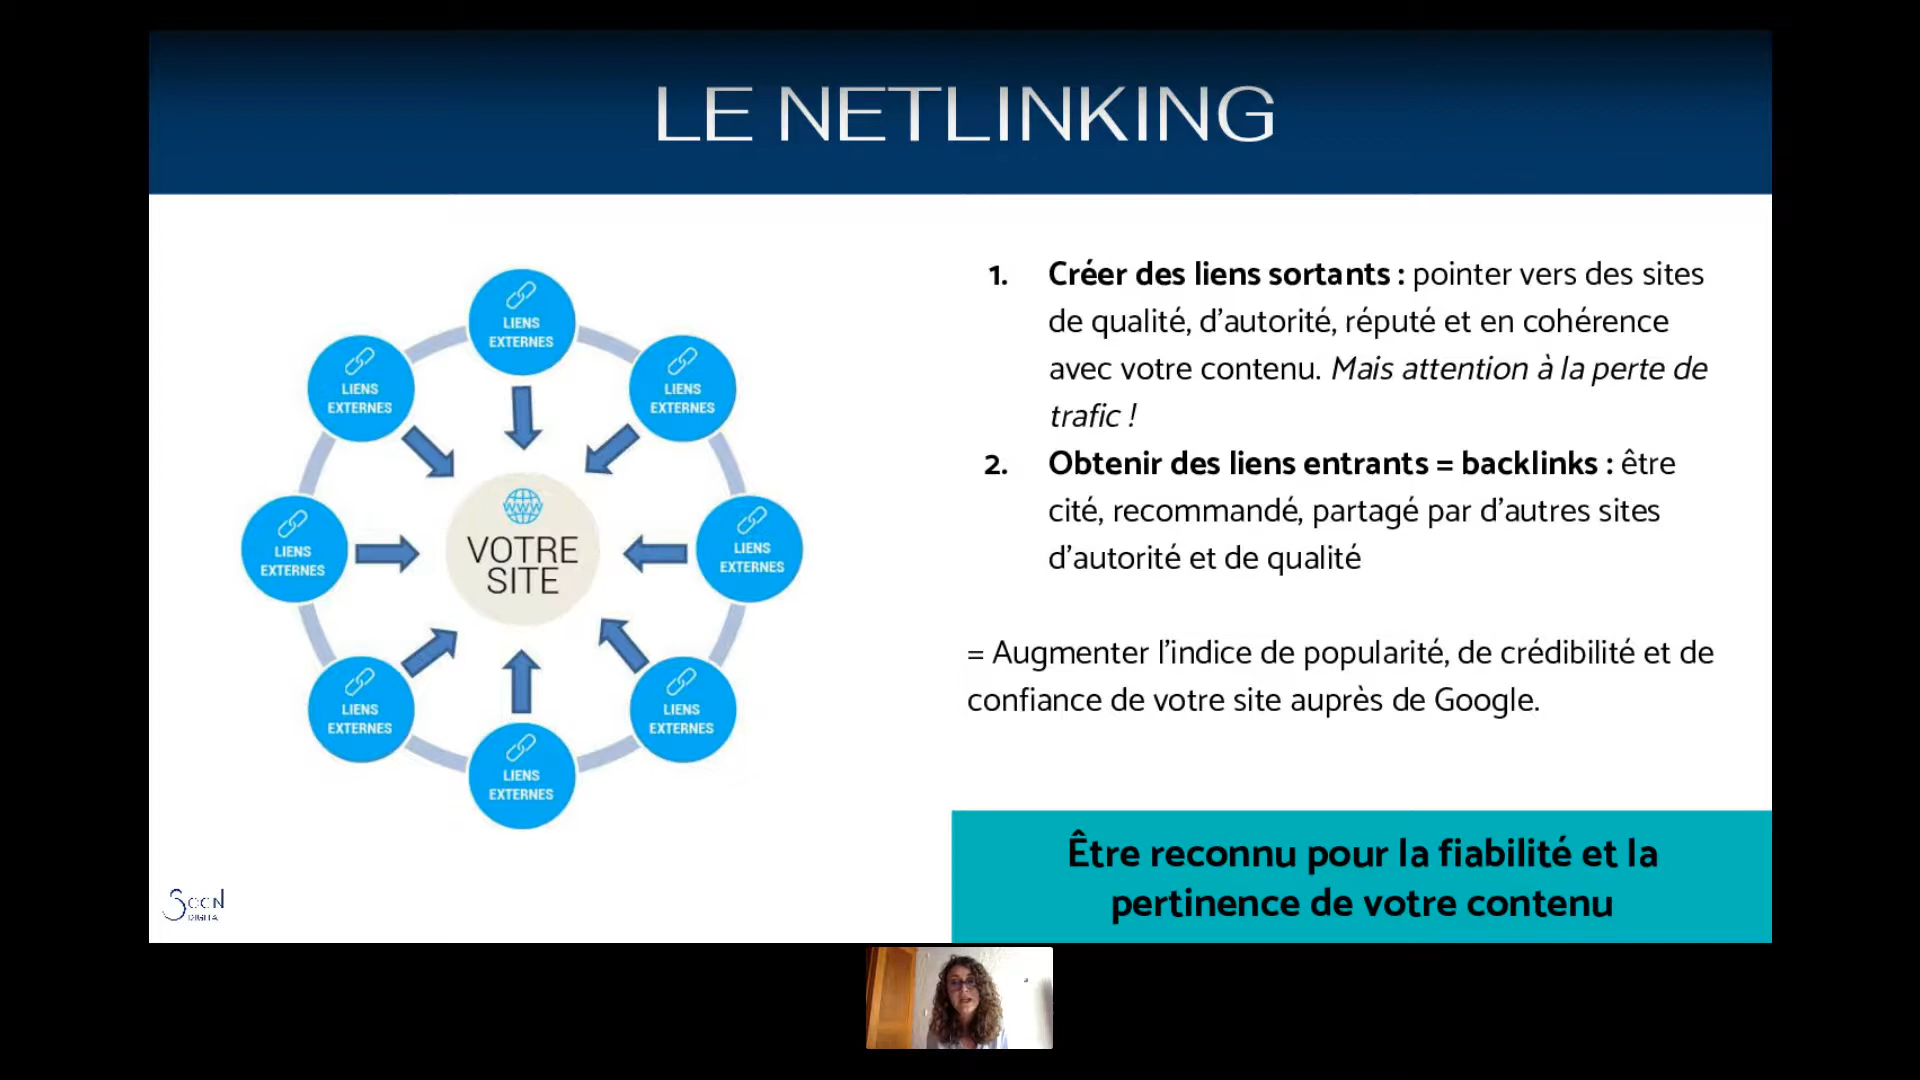 LE NETLINKING
LIENS
EXTERNES
LIENS
EXTERNES
LIENS
EXTERNES
LIENS
EXTERNES
WWW
VOTRE
SITE
LIENS
EXTERNES
LIENS
EXTERNES
LIENS
EXTERNES
LIENS
EXTERNES
1. Créer des liens sortants : pointer vers des sites
de qualité, d’autorité, réputé et en cohérence
avec votre contenu. Mais attention à la perte de
trafic !
2. Obtenir des liens entrants = backlinks : être
cité, recommandé, partagé par d’autres sites
d’autorité et de qualité
= Augmenter l’indice de popularité, de crédibilité et de
confiance de votre site auprès de Google.
Être reconnu pour la fiabilité et la
pertinence de votre contenu